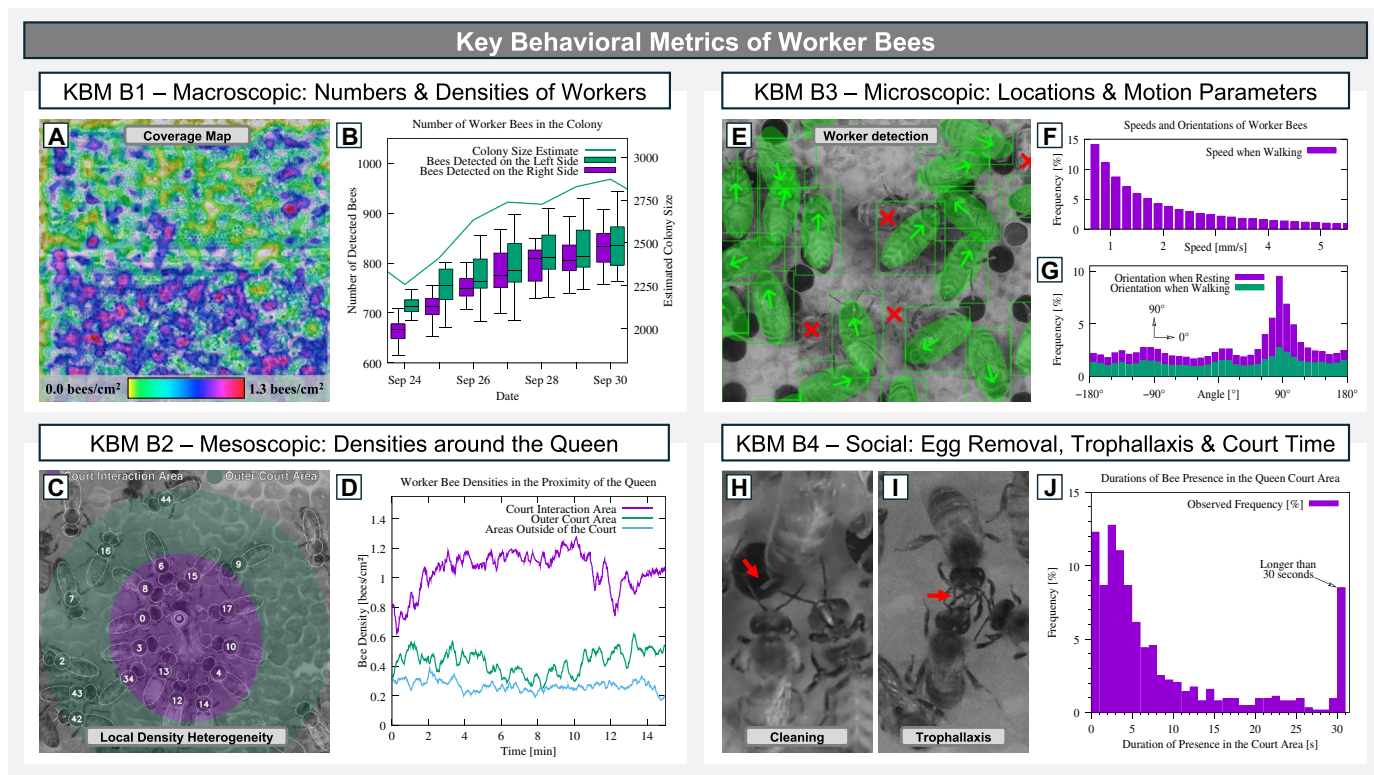 Key Behavioral Metrics of Worker Bees
KBM B1 – Macroscopic: Numbers & Densities of Workers
A
Coverage Map
0.0 bees/cm²
1.3 bees/cm²
B
Number of Worker Bees in the Colony
Colony Size Estimate
Bees Detected on the Left Side
Bees Detected on the Right Side
Number of Detected Bees
1000
900
800
700
600
Estimated Colony Size
3000
2750
2500
2250
2000
Sep 24
Sep 26
Sep 28
Sep 30
Date
KBM B3 – Microscopic: Locations & Motion Parameters
E
Worker detection
F
Speeds and Orientations of Worker Bees
Speed when Walking
Frequency [%]
15
10
5
0
1
2
3
4
5
Speed [mm/s]
G
Orientation when Resting
Orientation when Walking
90°
0°
Frequency [%]
10
5
0
−180°
−90°
Angle [°]
90°
180°
KBM B2 – Mesoscopic: Densities around the Queen
C
Court Interaction Area
Outer Court Area
44
16
6
9
15
7
8
17
0
3
10
2
13
34
4
43
12
14
42
Local Density Heterogeneity
D
Worker Bee Densities in the Proximity of the Queen
Court Interaction Area
Outer Court Area
Areas Outside of the Court
Bee Density [bees/cm²]
1.4
1.2
1
0.8
0.6
0.4
0.2
0
0
2
4
6
8
10
12
14
Time [min]
KBM B4 – Social: Egg Removal, Trophallaxis & Court Time
H
Cleaning
I
Trophallaxis
J
Durations of Bee Presence in the Queen Court Area
Observed Frequency [%]
Longer than
30 seconds
Frequency [%]
15
10
5
0
0
5
10
15
20
25
30
Duration of Presence in the Court Area [s]